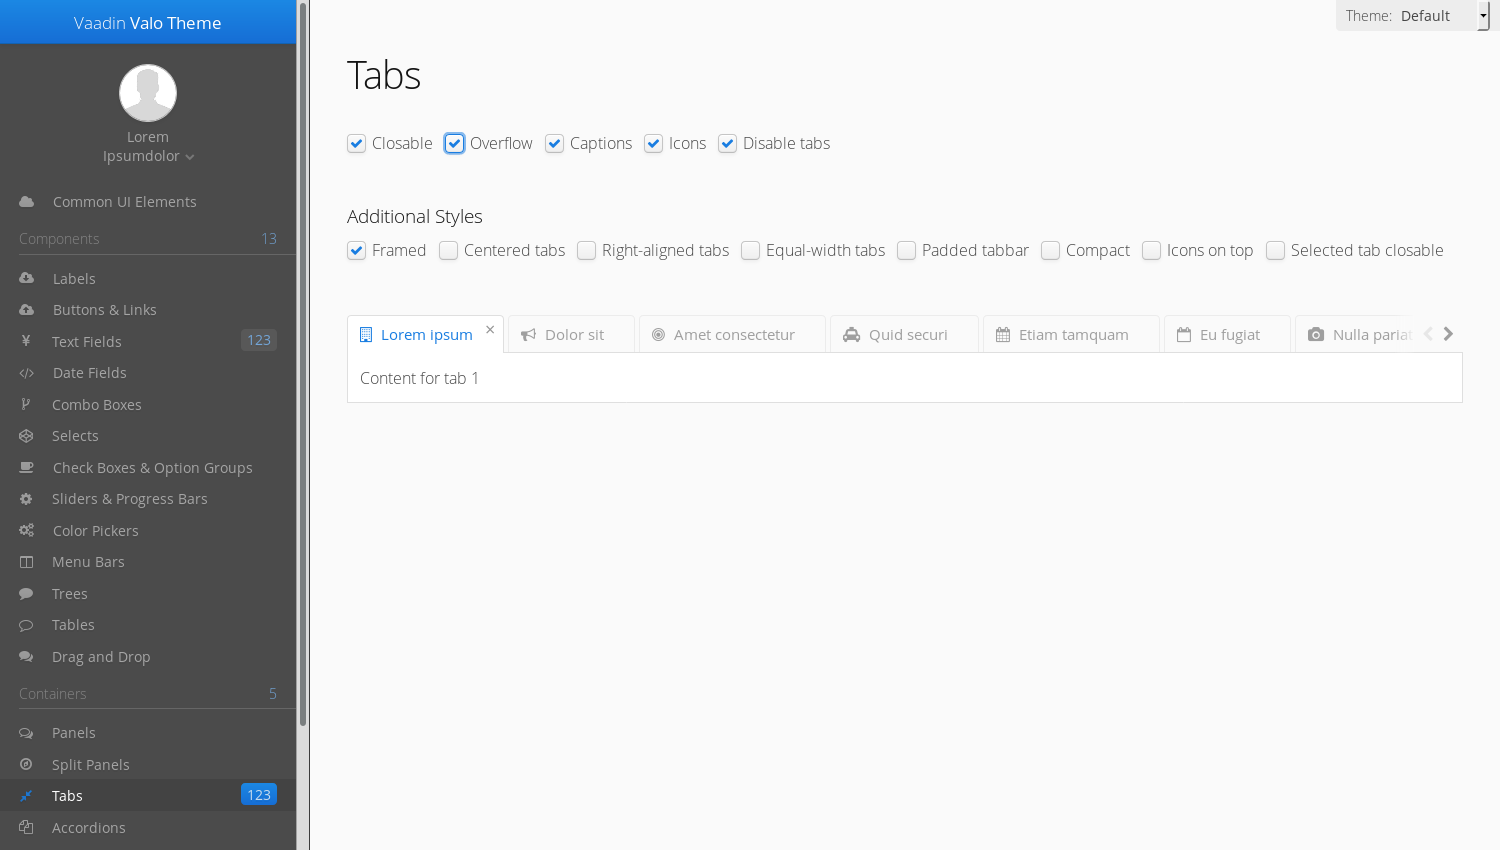 Vaadin Valo Theme
Lorem
Ipsumdolor
Common UI Elements
Components 13
Labels
Buttons & Links
Text Fields 123
Date Fields
Combo Boxes
Selects
Check Boxes & Option Groups
Sliders & Progress Bars
Color Pickers
Menu Bars
Trees
Tables
Drag and Drop
Containers 5
Panels
Split Panels
Tabs 123
Accordions
Theme: Default
Tabs
Closable Overflow Captions Icons Disable tabs
Additional Styles
Framed Centered tabs Right-aligned tabs Equal-width tabs Padded tabbar Compact Icons on top Selected tab closable
Lorem ipsum Dolor sit Amet consectetur Quid securi Etiam tamquam Eu fugiat Nulla pariat
Content for tab 1